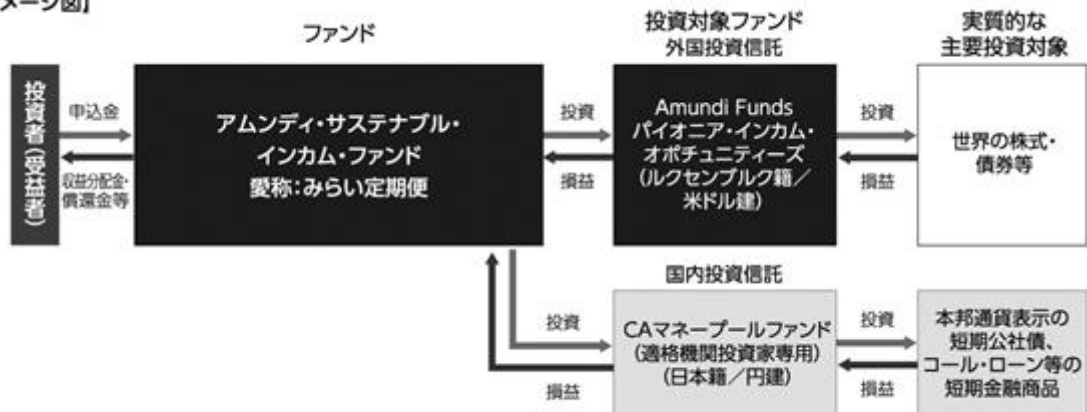 メージ図】
ファンド
投資対象ファンド
外国投資信託
実質的な
主要投資対象
投資者(受益者)
申込金
収益分配金・
償還金等
アムンディ・サステナブル・
インカム・ファンド
愛称:みらい定期便
投資
損益
Amundi Funds
パイオニア・インカム・
オポチュニティーズ
(ルクセンブルク籍/
米ドル建)
投資
損益
世界の株式・
債券等
国内投資信託
投資
損益
CAマネープールファンド
(適格機関投資家専用)
(日本籍/円建)
投資
損益
本邦通貨表示の
短期公社債、
コール・ローン等の
短期金融商品